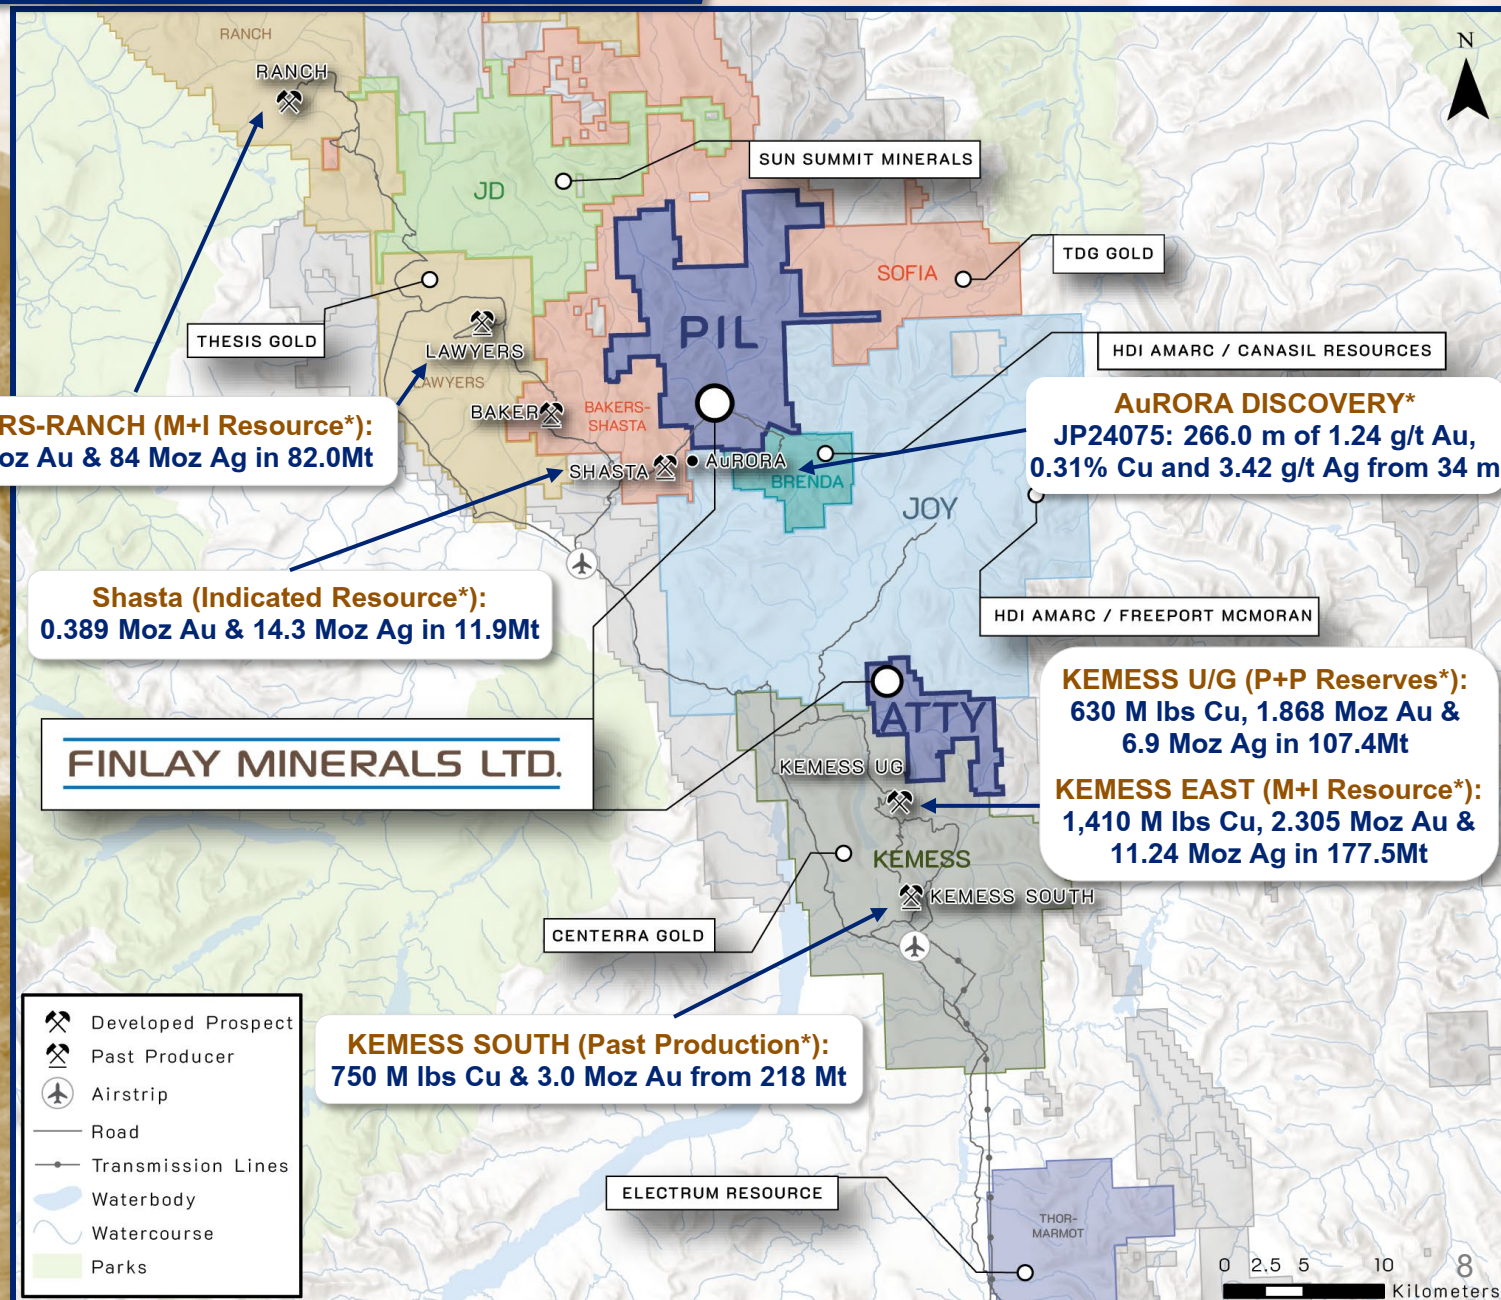 RANCH
RANCH
N
SUN SUMMIT MINERALS
JD
TDG GOLD
SOFIA
THESIS GOLD
PIL
LAWYERS
LAWYERS
HDI AMARC / CANASIL RESOURCES
BAKER
BAKERS-
SHASTA
RS-RANCH (M+I Resource*):
oz Au & 84 Moz Ag in 82.0Mt
AuRORA DISCOVERY*
JP24075: 266.0 m of 1.24 g/t Au,
0.31% Cu and 3.42 g/t Ag from 34 m
SHASTA
AuRORA
BRENDA
JOY
Shasta (Indicated Resource*):
0.389 Moz Au & 14.3 Moz Ag in 11.9Mt
HDI AMARC / FREEPORT MCMORAN
KEMESS U/G (P+P Reserves*):
630 M lbs Cu, 1.868 Moz Au &
6.9 Moz Ag in 107.4Mt
KEMESS EAST (M+I Resource*):
1,410 M lbs Cu, 2.305 Moz Au &
11.24 Moz Ag in 177.5Mt
ATTY
FINLAY MINERALS LTD.
KEMESS UG
KEMESS
KEMESS SOUTH
CENTERRA GOLD
KEMESS SOUTH (Past Production*):
750 M lbs Cu & 3.0 Moz Au from 218 Mt
Developed Prospect
Past Producer
Airstrip
Road
Transmission Lines
Waterbody
Watercourse
Parks
ELECTRUM RESOURCE
THOR-
MARMOT
0 2.5 5 10
Kilometers
8